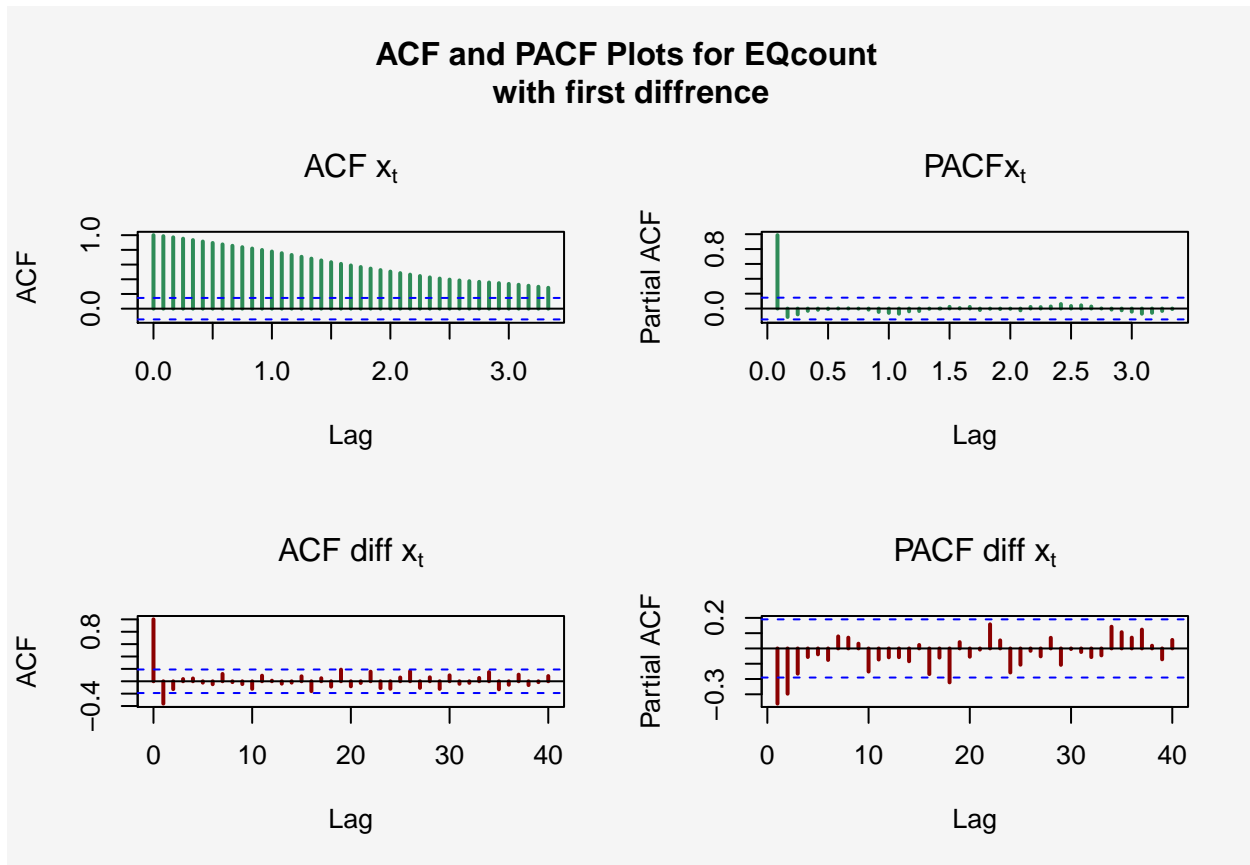 ACF and PACF Plots for EQcount
with first diffrence
ACF xt
ACF
0.0 1.0
0.0 1.0 2.0 3.0
Lag
PACFxt
Partial ACF
0.0 0.8
0.0 0.5 1.0 1.5 2.0 2.5 3.0
Lag
ACF diff xt
ACF
−0.4 0.8
0 10 20 30 40
Lag
PACF diff xt
Partial ACF
−0.3 0.2
0 10 20 30 40
Lag